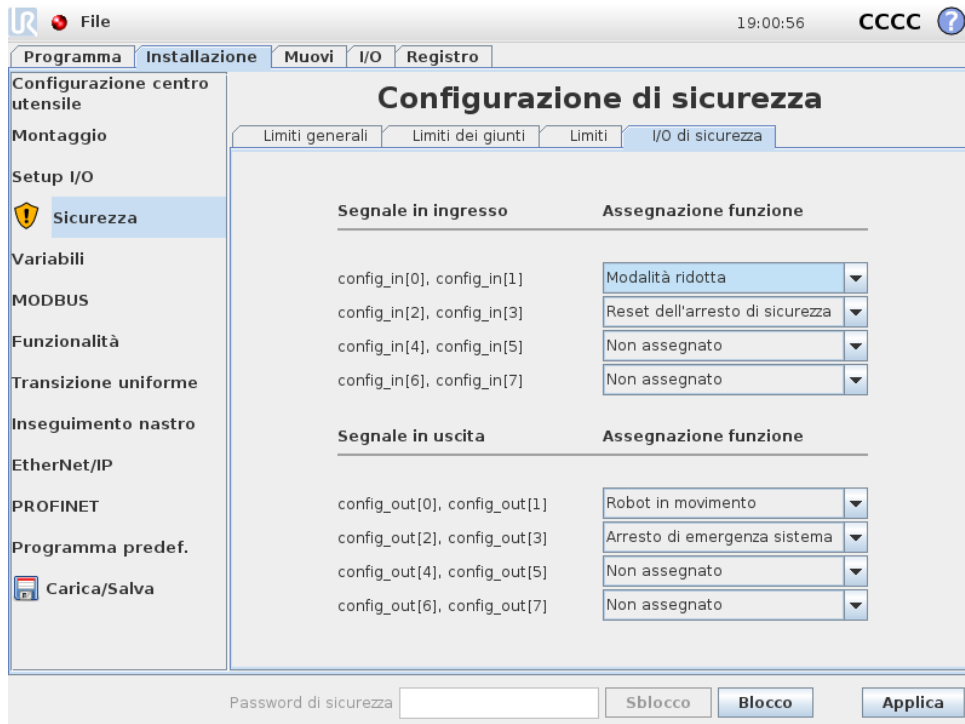 UR File 19:00:56 CCCC ?
Programma Installazione Muovi I/O Registro
Configurazione centro
utensile
Montaggio
Setup I/O
Sicurezza
Variabili
MODBUS
Funzionalità
Transizione uniforme
Inseguimento nastro
EtherNet/IP
PROFINET
Programma predef.
Carica/Salva
Configurazione di sicurezza
Limiti generali Limiti dei giunti Limiti I/O di sicurezza
Segnale in ingresso Assegnazione funzione
config_in[0], config_in[1] Modalità ridotta
config_in[2], config_in[3] Reset dell'arresto di sicurezza
config_in[4], config_in[5] Non assegnato
config_in[6], config_in[7] Non assegnato
Segnale in uscita Assegnazione funzione
config_out[0], config_out[1] Robot in movimento
config_out[2], config_out[3] Arresto di emergenza sistema
config_out[4], config_out[5] Non assegnato
config_out[6], config_out[7] Non assegnato
Password di sicurezza Sblocco Blocco Applica